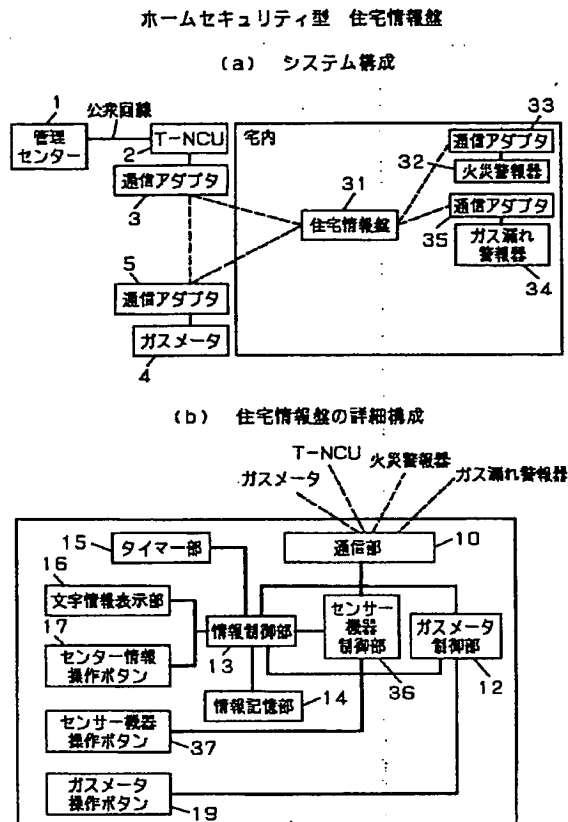 ホームセキュリティ型 住宅情報盤
(a) システム構成
1
公衆回線
管理
センター
2
T-NCU
通信アダプタ
3
5
通信アダプタ
ガスメータ
4
宅内
31
住宅情報盤
33
通信アダプタ
32
火災警報器
通信アダプタ
35
ガス漏れ
警報器
34
(b) 住宅情報盤の詳細構成
T-NCU
火災警報器
ガスメータ
ガス漏れ警報器
15
タイマー部
通信部
10
16
文字情報表示部
17
センター情報
操作ボタン
情報制御部
13
センサー
機器
制御部
36
ガスメータ
制御部
12
情報記憶部
14
センサー機器
操作ボタン
37
ガスメータ
操作ボタン
19